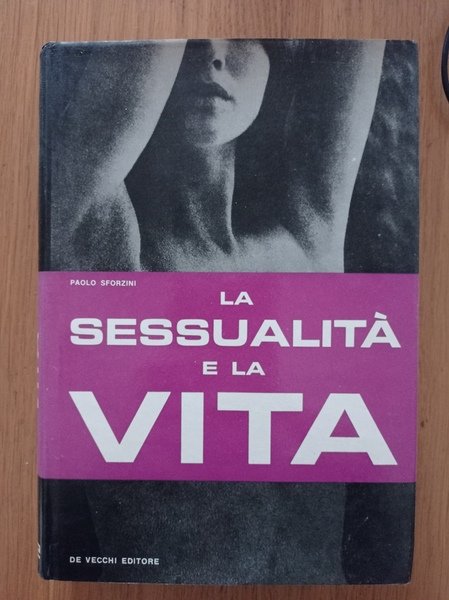 PAOLO SFORZINI
LA
SESSUALITÀ
E LA
VITA
DE VECCHI EDITORE